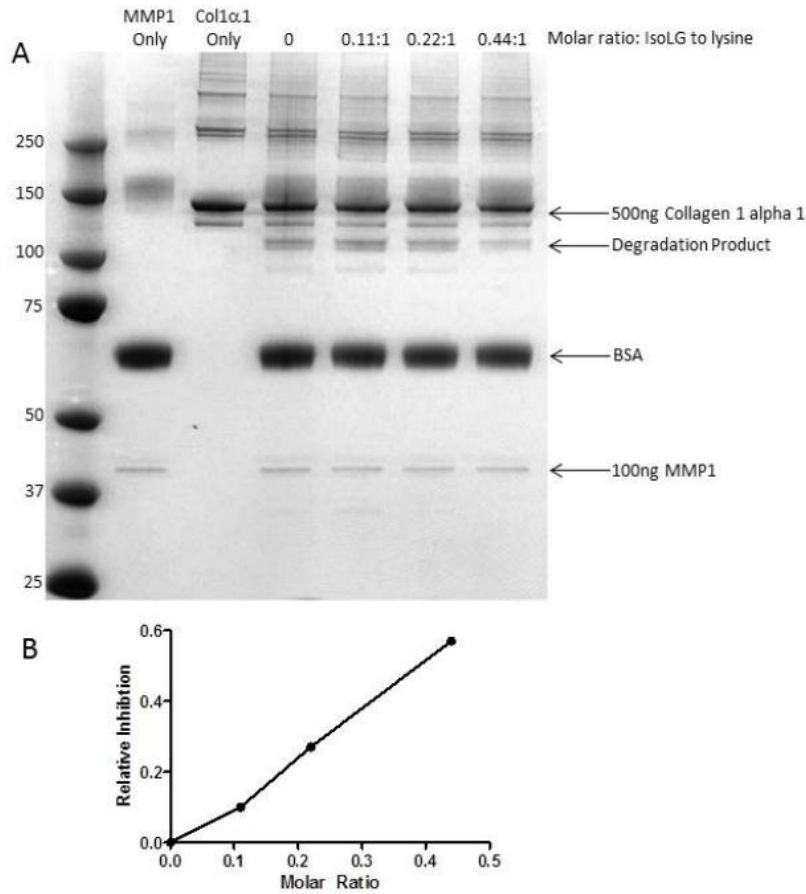 A
MMP1 Only
Col1α1 Only
0
0.11:1
0.22:1
0.44:1
Molar ratio: IsoLG to lysine
250
150
100
75
50
37
25
500ng Collagen 1 alpha 1
Degradation Product
BSA
100ng MMP1
B
Relative Inhibtion
0.6
0.4
0.2
0.0
0.0 0.1 0.2 0.3 0.4 0.5
Molar Ratio